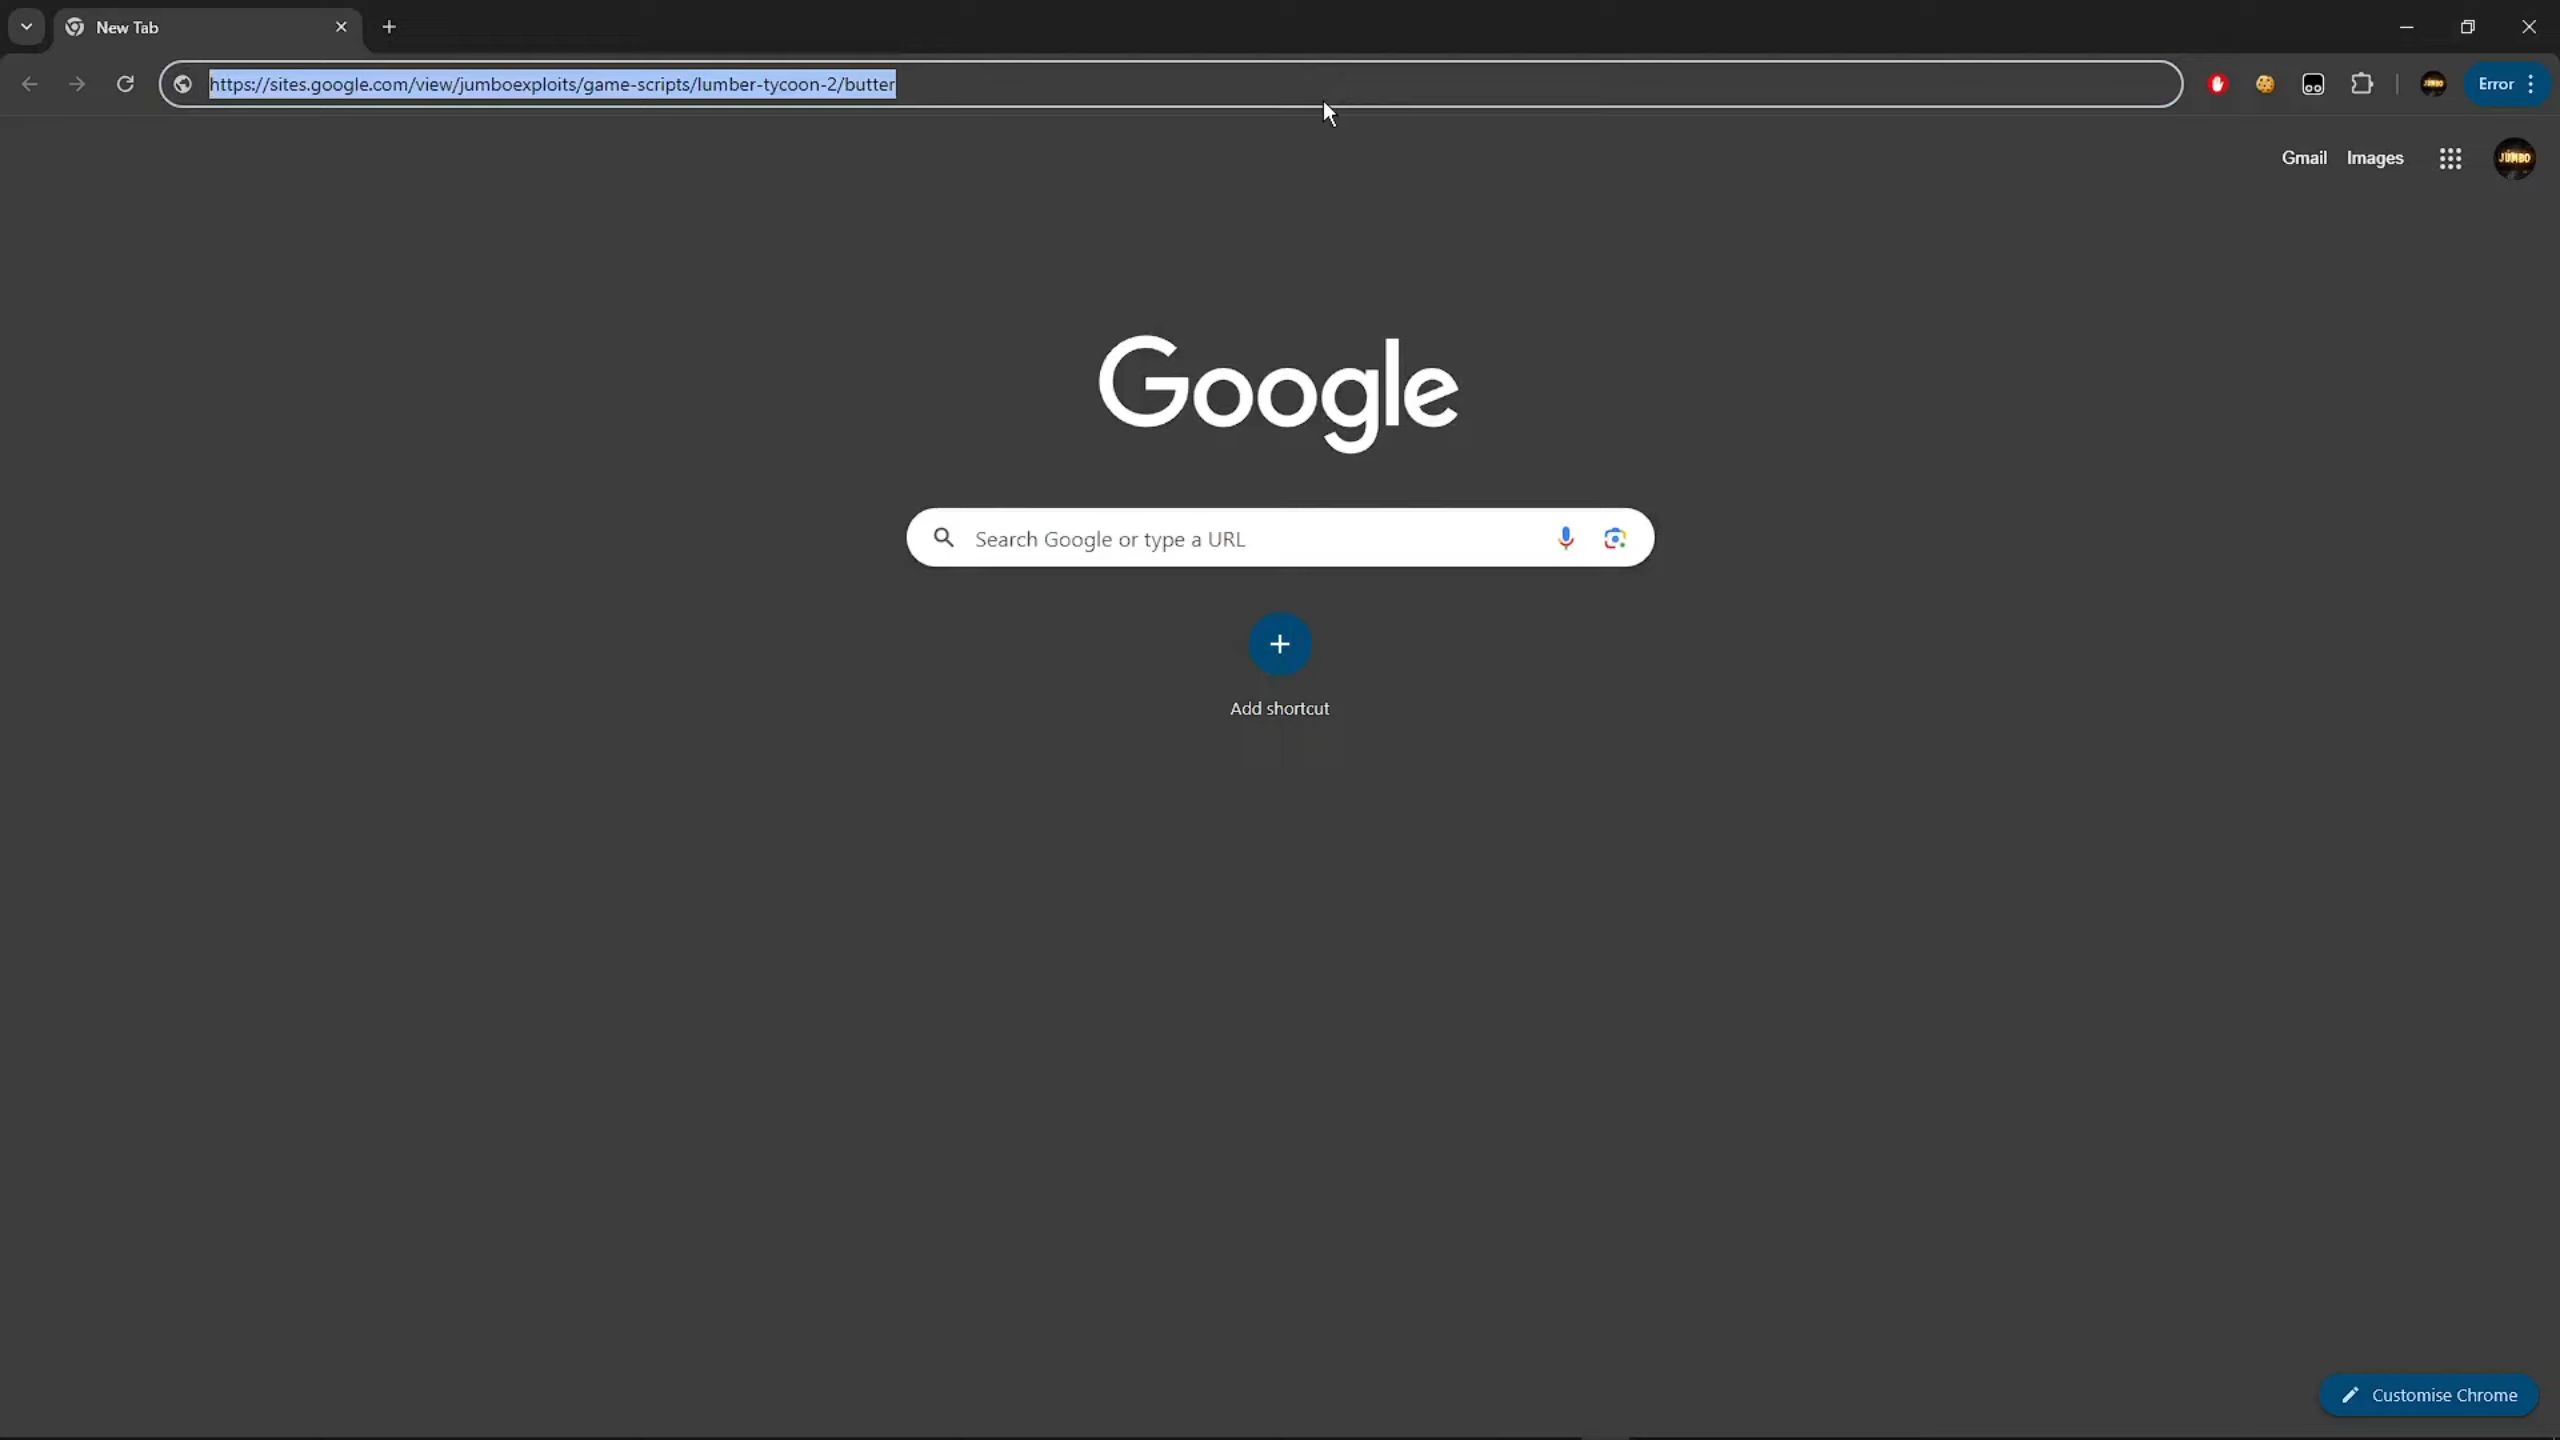 New Tab
https://sites.google.com/view/jumboexploits/game-scripts/lumber-tycoon-2/butter
Error
Gmail Images
JUMBO
Google
Search Google or type a URL
Add shortcut
Customise Chrome